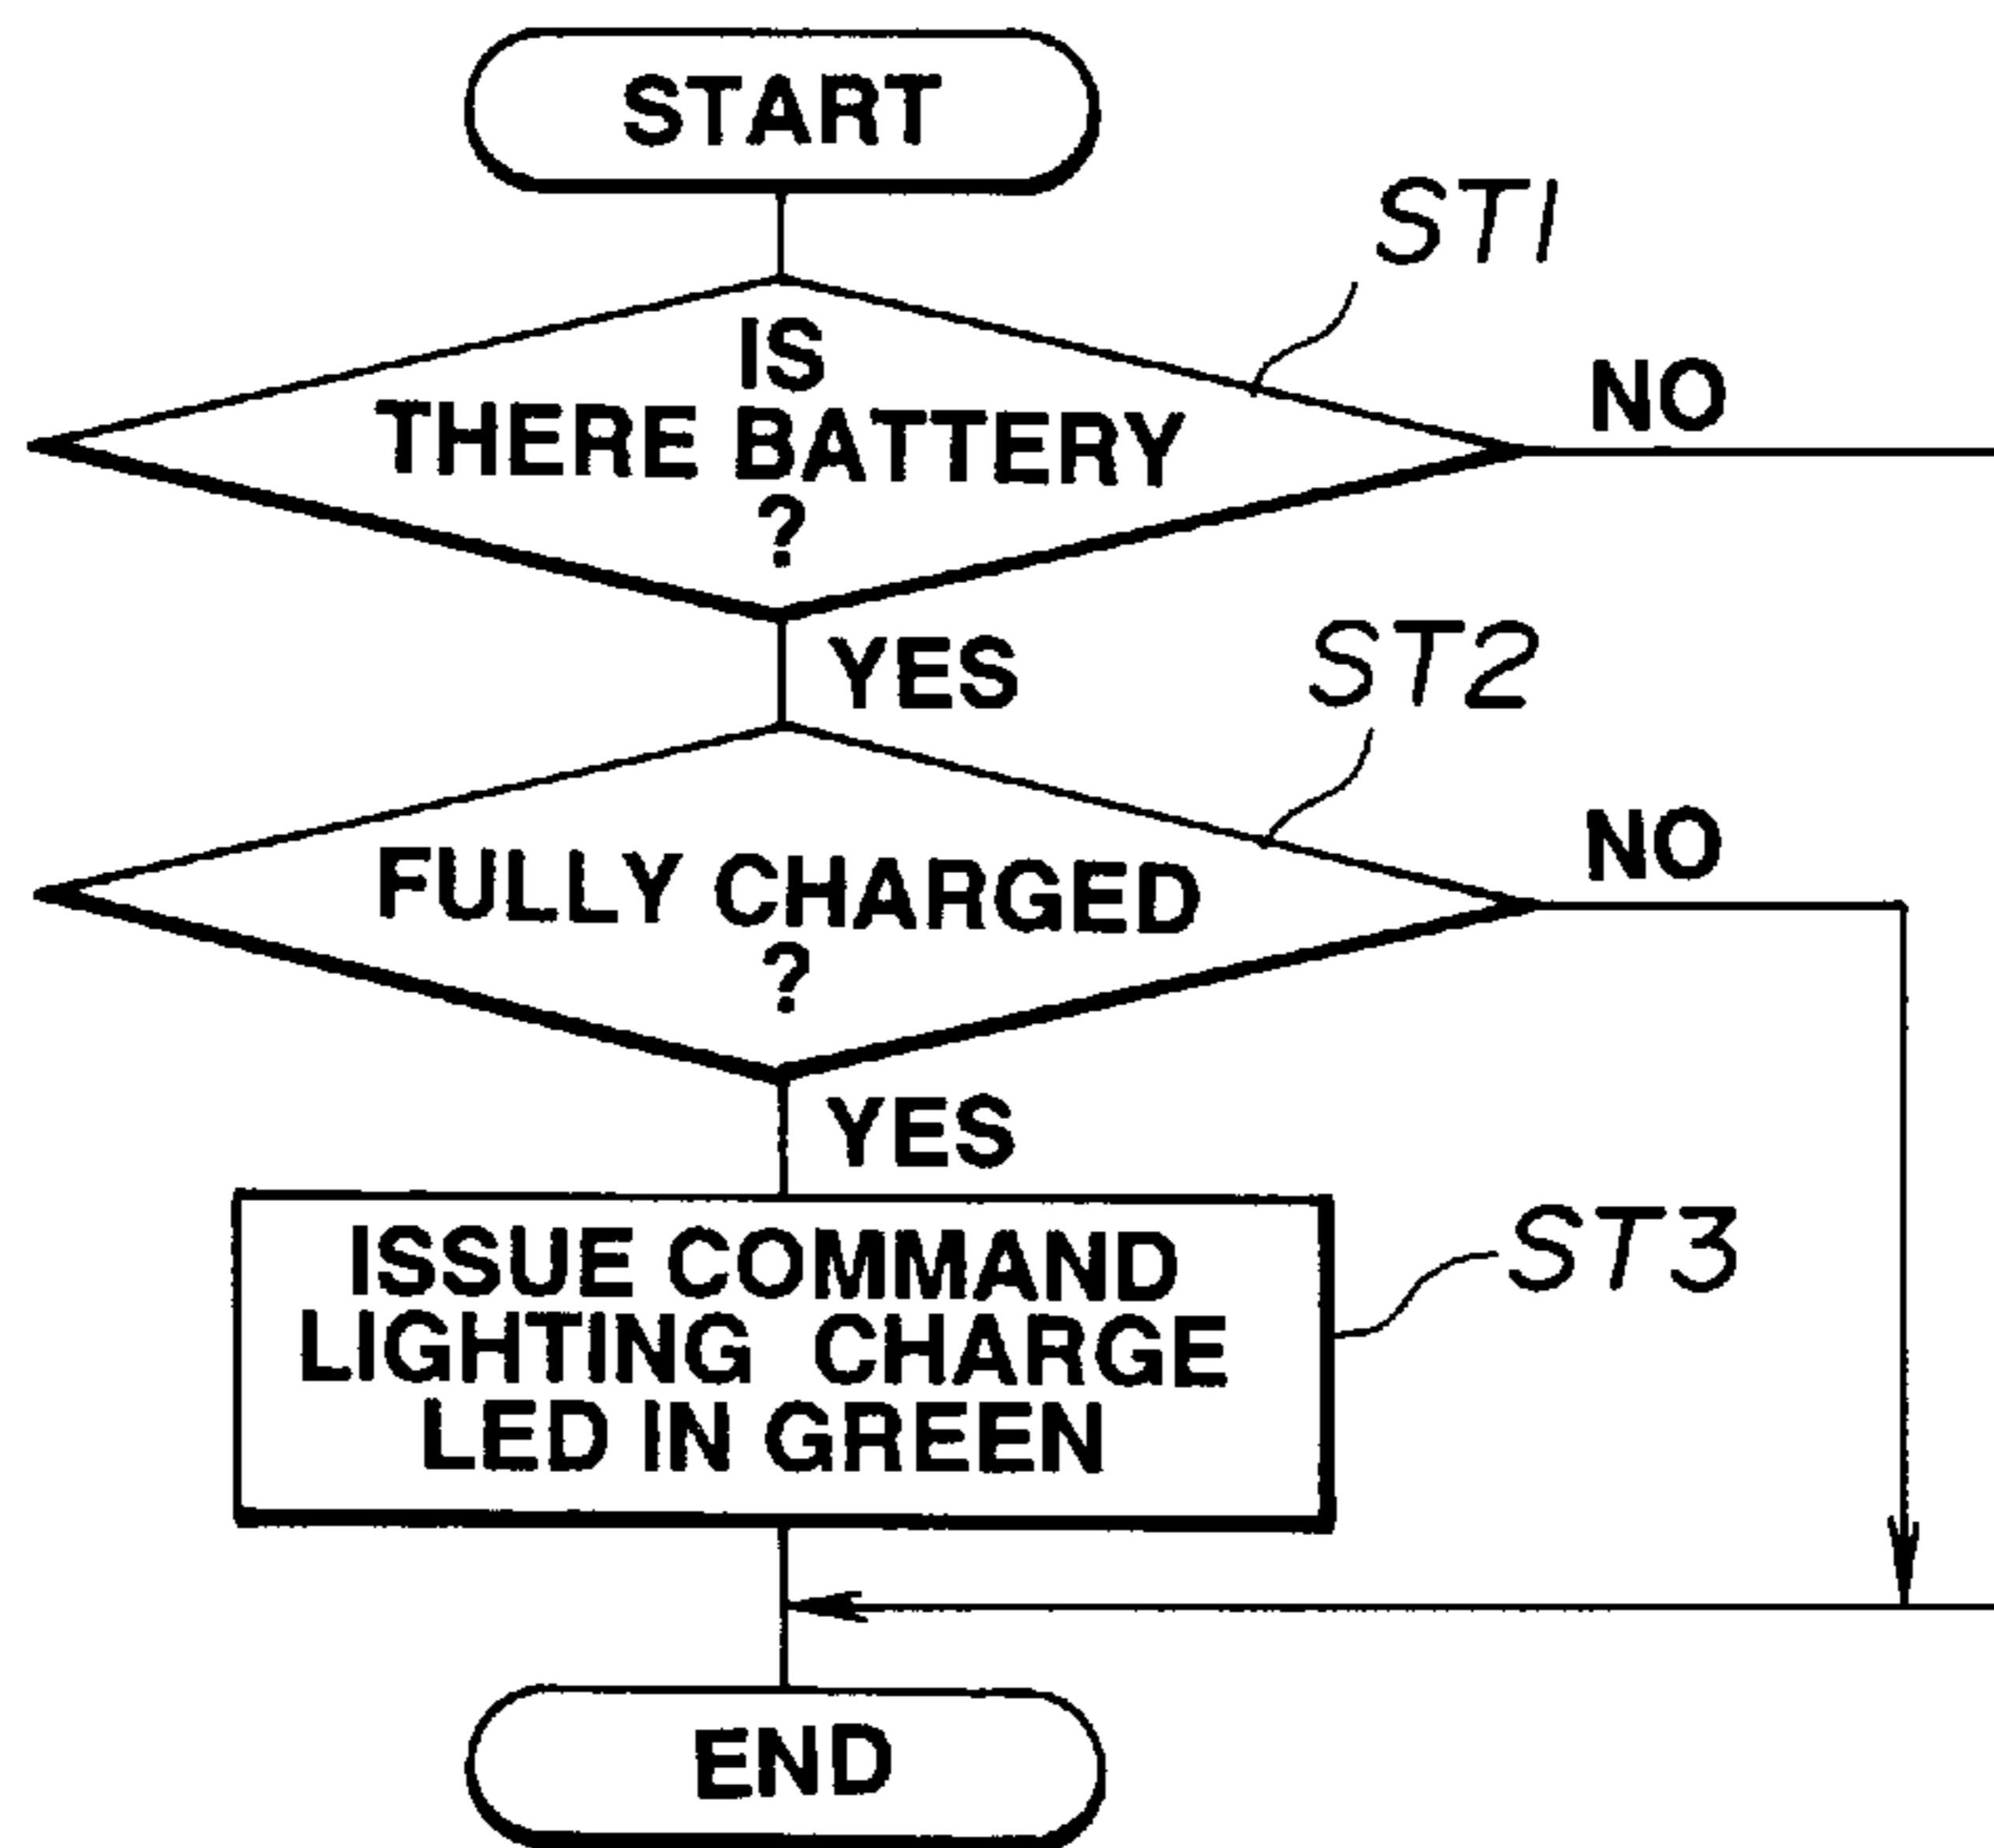 START
ST1
IS
THERE BATTERY
?
NO
YES
ST2
FULLY CHARGED
?
NO
YES
ISSUE COMMAND
LIGHTING CHARGE
LED IN GREEN
ST3
END